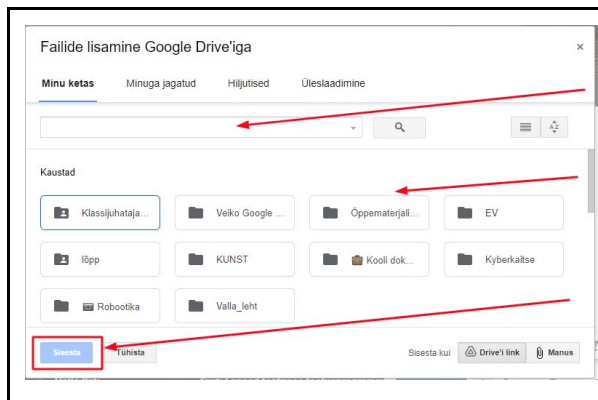 Failide lisamine Google Drive'iga
×
Minu ketas Minuga jagatud Hiljutised Üleslaadimine
AZ
Kaustad
Klassijuhataja... Veiko Google ... Õppematerjali... EV
lõpp KUNST Kooli dok... Kyberkaitse
Robootika Valla_leht
Sisesta Tühista Sisesta kui Drive'i link Manus